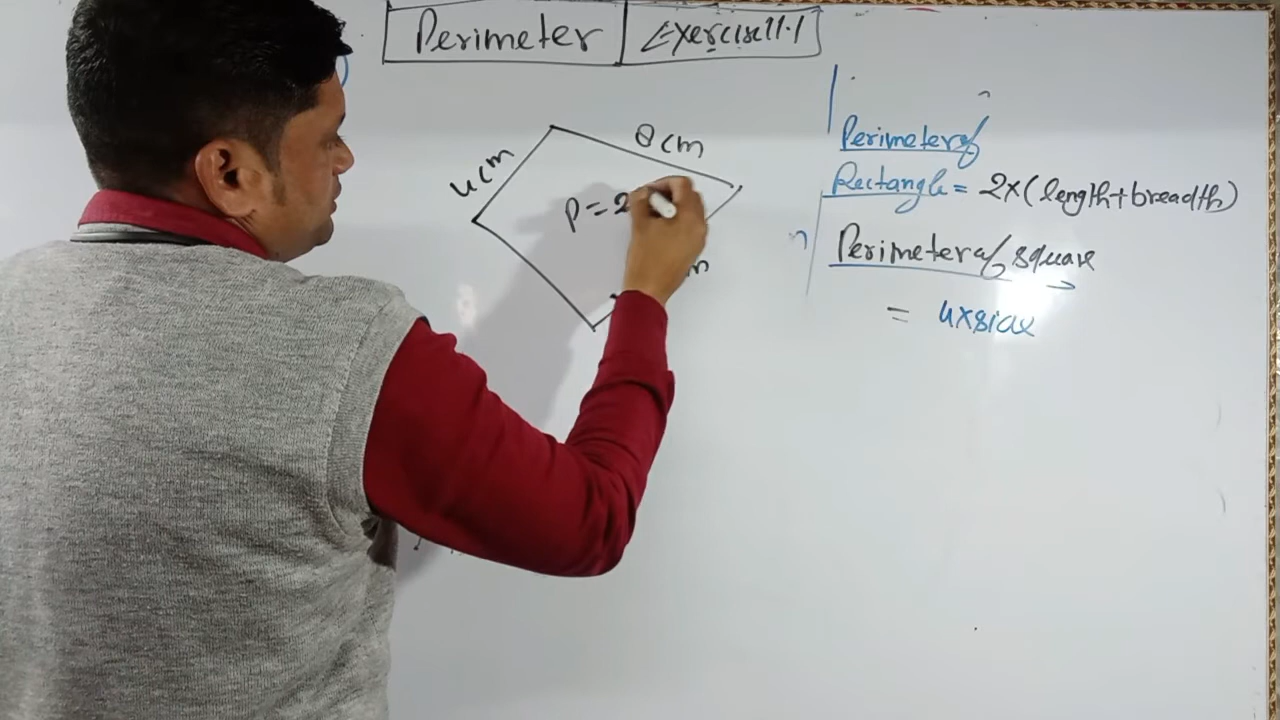 Perimeter
Exercise 11.1
8cm
4cm
P=2
Perimeter of
Rectangle = 2×(length+breadth)
Perimeter of square
= 4×side